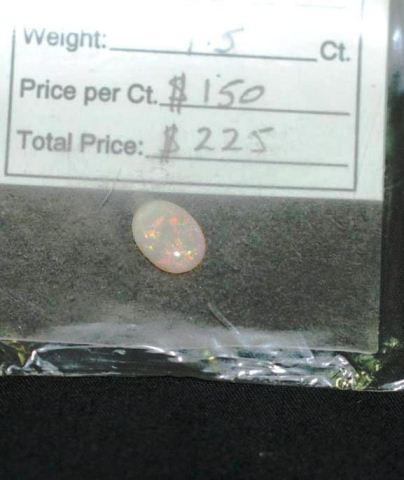 Weight: 1.5 Ct.
Price per Ct. $150
Total Price: $225